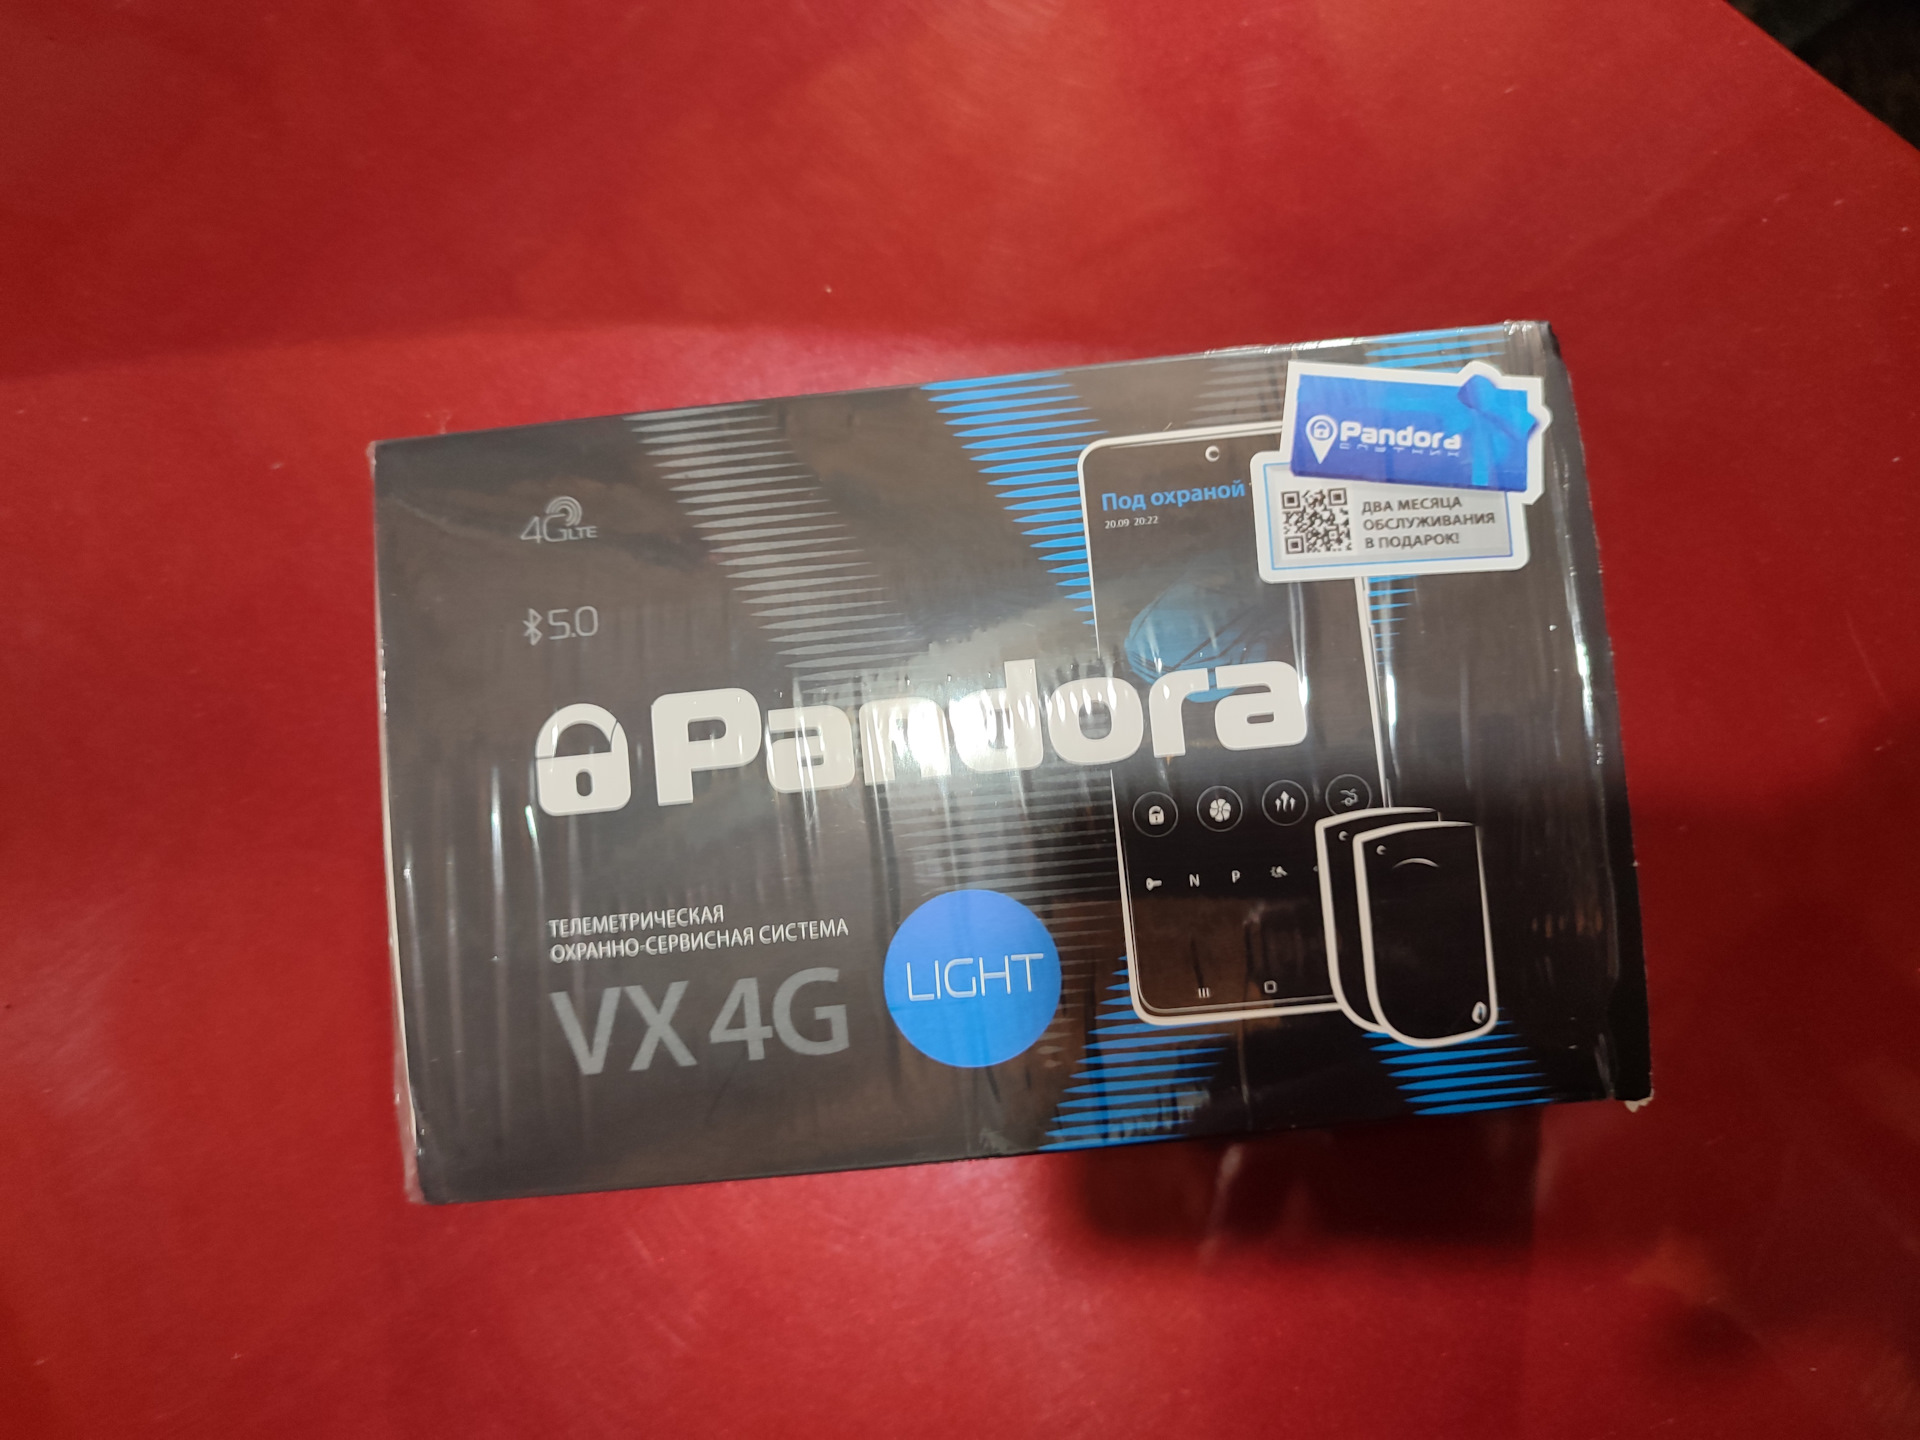 4G LTE
5.0
Pandora
ТЕЛЕМЕТРИЧЕСКАЯ
ОХРАННО-СЕРВИСНАЯ СИСТЕМА
VX 4G
LIGHT
Под охраной
20.09 20:22
N P
Pandora
СПУТНИК
ДВА МЕСЯЦА
ОБСЛУЖИВАНИЯ
В ПОДАРОК!